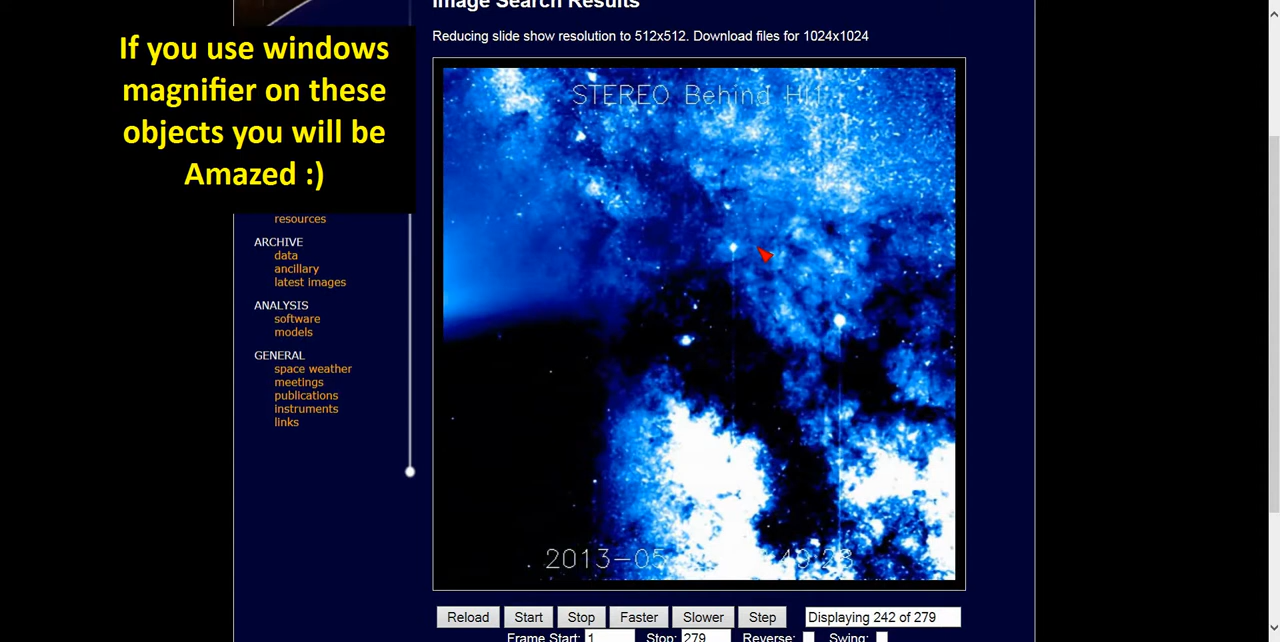 Image Search Results
If you use windows
magnifier on these
objects you will be
Amazed :)
Reducing slide show resolution to 512x512. Download files for 1024x1024
STEREO Behind
resources
ARCHIVE
data
ancillary
latest images
ANALYSIS
software
models
GENERAL
space weather
meetings
publications
instruments
links
2013-05
Reload Start Stop Faster Slower Step Displaying 242 of 279
Frame Start: 1 Stop: 279 Reverse: Swing: